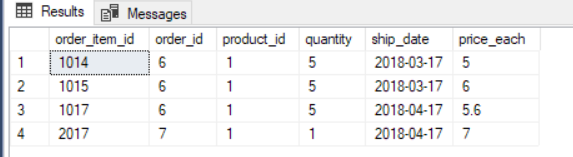 Results Messages
order_item_id order_id product_id quantity ship_date price_each
1 1014 6 1 5 2018-03-17 5
2 1015 6 1 5 2018-03-17 6
3 1017 6 1 5 2018-04-17 5.6
4 2017 7 1 1 2018-04-17 7